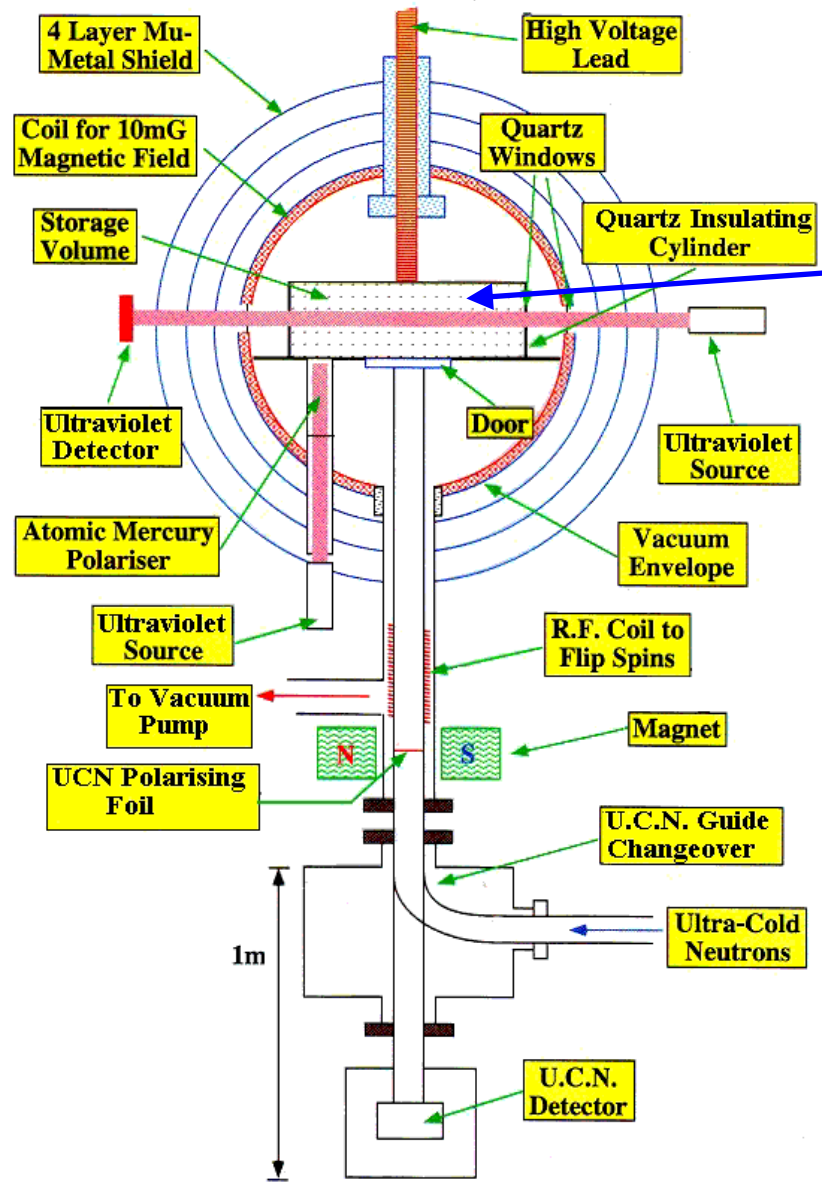 4 Layer Mu-
Metal Shield
High Voltage
Lead
Coil for 10mG
Magnetic Field
Quartz
Windows
Storage
Volume
Quartz Insulating
Cylinder
Ultraviolet
Detector
Door
Ultraviolet
Source
Atomic Mercury
Polariser
Vacuum
Envelope
Ultraviolet
Source
R.F. Coil to
Flip Spins
To Vacuum
Pump
N
S
Magnet
UCN Polarising
Foil
U.C.N. Guide
Changeover
Ultra-Cold
Neutrons
1m
U.C.N.
Detector